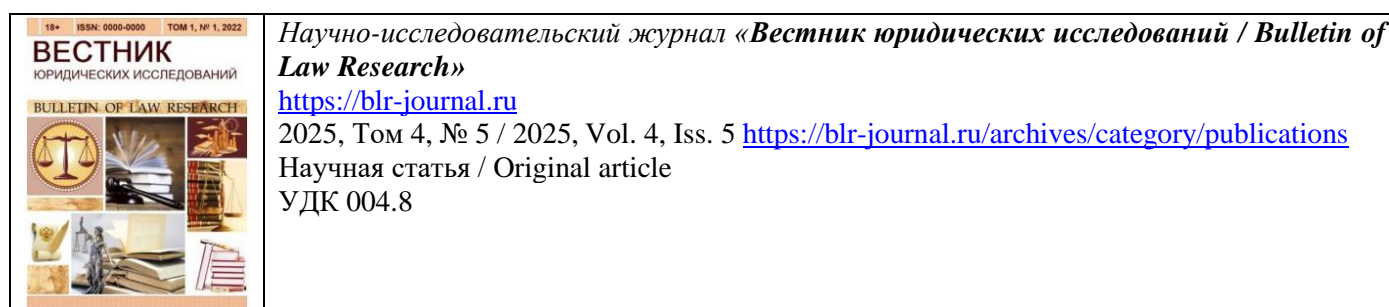 18+ ISSN: 0000-0000 ТОМ 1, № 1, 2022
ВЕСТНИК
ЮРИДИЧЕСКИХ ИССЛЕДОВАНИЙ
BULLETIN OF LAW RESEARCH
Научно-исследовательский журнал «Вестник юридических исследований / Bulletin of
Law Research»
https://blr-journal.ru
2025, Том 4, № 5 / 2025, Vol. 4, Iss. 5 https://blr-journal.ru/archives/category/publications
Научная статья / Original article
УДК 004.8